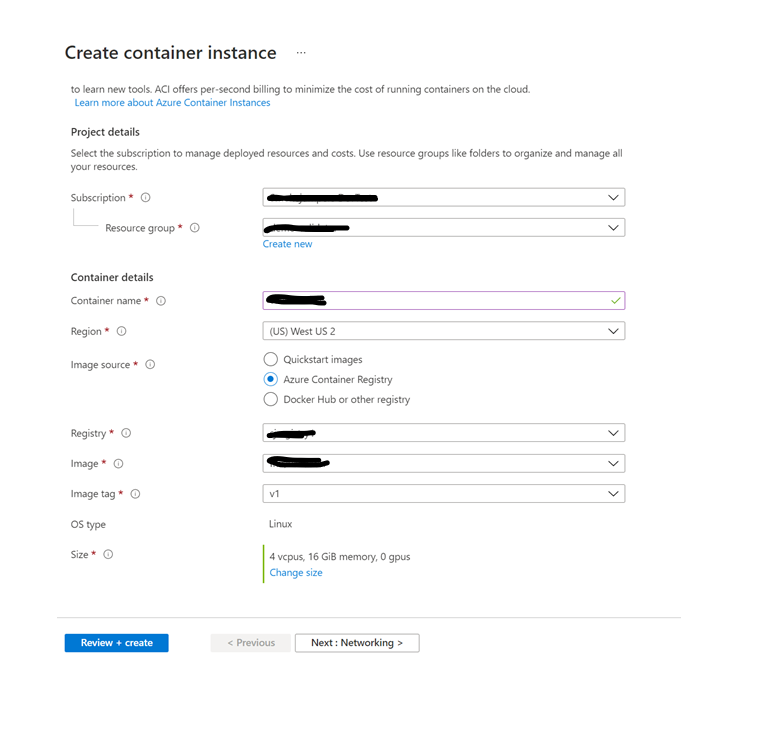 Create container instance ...
to learn new tools. ACI offers per-second billing to minimize the cost of running containers on the cloud.
Learn more about Azure Container Instances
Project details
Select the subscription to manage deployed resources and costs. Use resource groups like folders to organize and manage all
your resources.
Subscription *
Resource group *
Create new
Container details
Container name *
Region * (US) West US 2
Image source * Quickstart images
Azure Container Registry
Docker Hub or other registry
Registry *
Image *
Image tag * v1
OS type Linux
Size * 4 vcpus, 16 GiB memory, 0 gpus
Change size
Review + create < Previous Next : Networking >